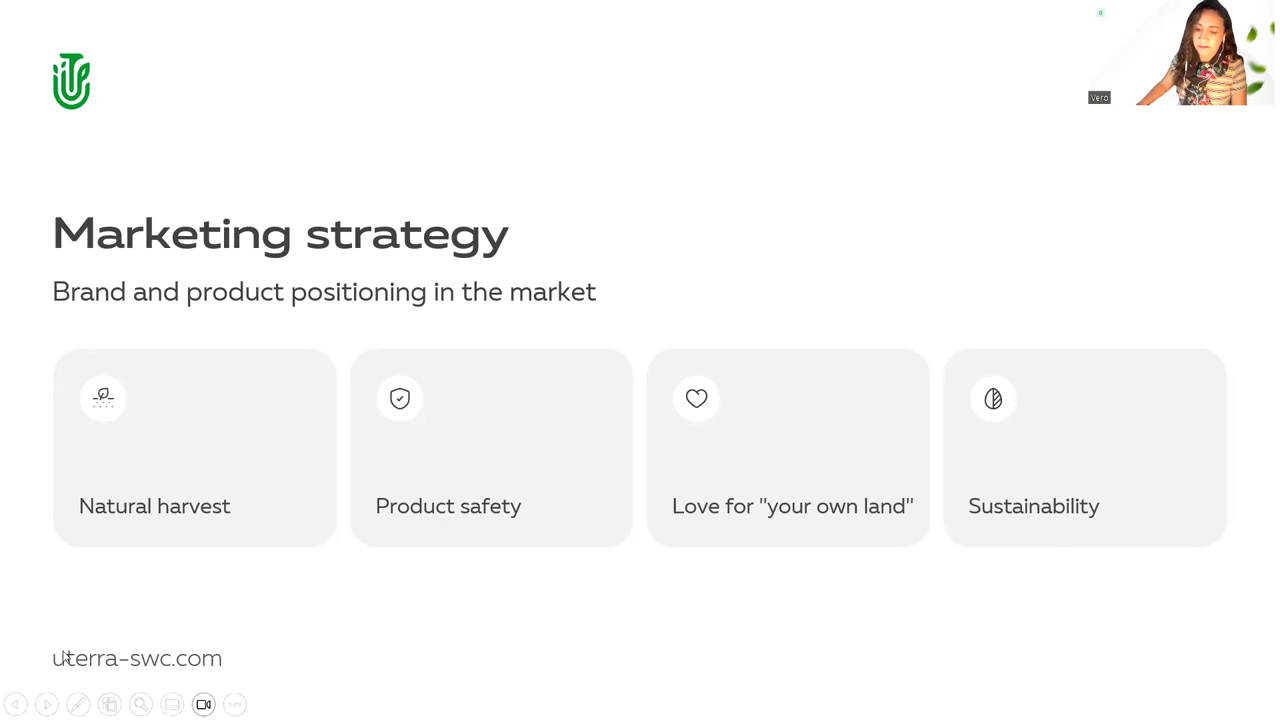 Vero
Marketing strategy
Brand and product positioning in the market
Natural harvest
Product safety
Love for "your own land"
Sustainability
uterra-swc.com